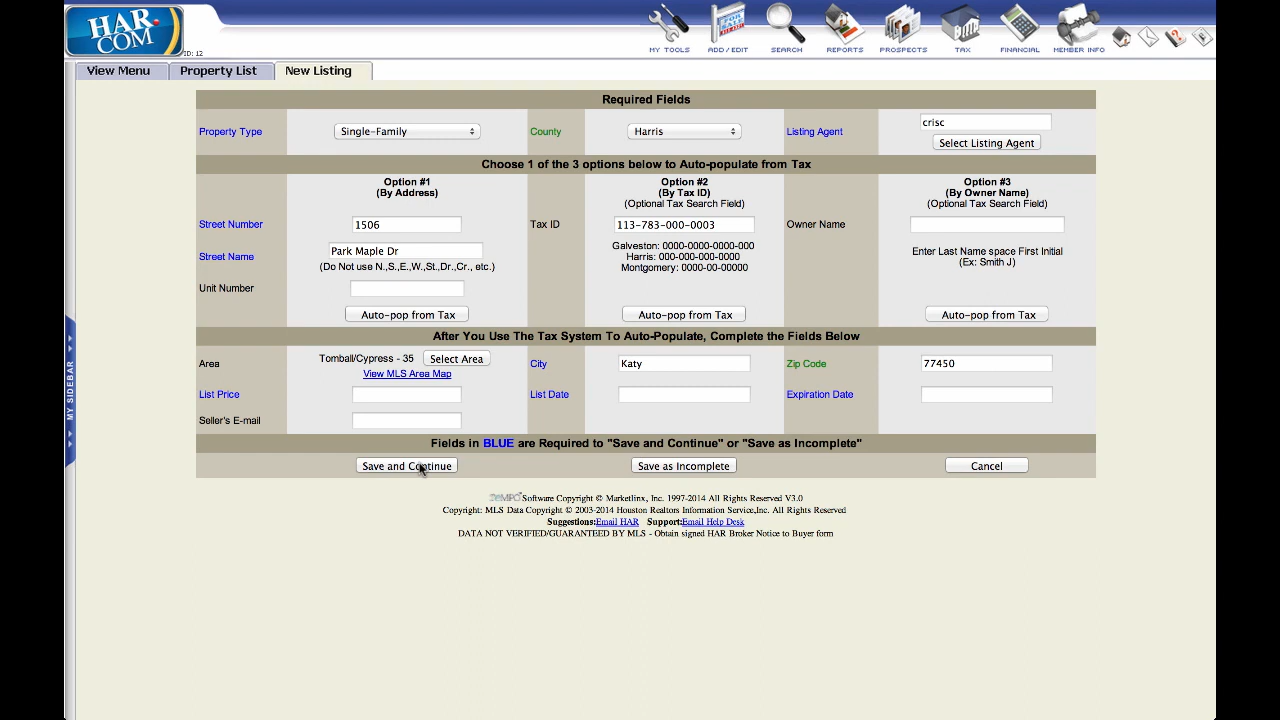 HAR.
COM
ID: 12
MY TOOLS ADD / EDIT SEARCH REPORTS PROSPECTS TAX FINANCIAL MEMBER INFO
View Menu Property List New Listing
MY SIDEBAR
Required Fields
Property Type Single-Family County Harris Listing Agent crisc
Select Listing Agent
Choose 1 of the 3 options below to Auto-populate from Tax
Option #1 Option #2 Option #3
(By Address) (By Tax ID) (By Owner Name)
(Optional Tax Search Field) (Optional Tax Search Field)
Street Number 1506 Tax ID 113-783-000-0003 Owner Name
Street Name Park Maple Dr Galveston: 0000-0000-0000-000 Enter Last Name space First Initial
(Do Not use N.,S.,E.,W.,St.,Dr.,Cr., etc.) Harris: 000-000-000-0000 (Ex: Smith J)
Montgomery: 0000-00-00000
Unit Number
Auto-pop from Tax Auto-pop from Tax Auto-pop from Tax
After You Use The Tax System To Auto-Populate, Complete the Fields Below
Area Tomball/Cypress - 35 Select Area City Katy Zip Code 77450
View MLS Area Map
List Price List Date Expiration Date
Seller's E-mail
Fields in BLUE are Required to "Save and Continue" or "Save as Incomplete"
Save and Continue Save as Incomplete Cancel
TEMPO Software Copyright © Marketlinx, Inc. 1997-2014 All Rights Reserved V3.0
Copyright: MLS Data Copyright © 2003-2014 Houston Realtors Information Service,Inc. All Rights Reserved
Suggestions:Email HAR Support:Email Help Desk
DATA NOT VERIFIED/GUARANTEED BY MLS - Obtain signed HAR Broker Notice to Buyer form